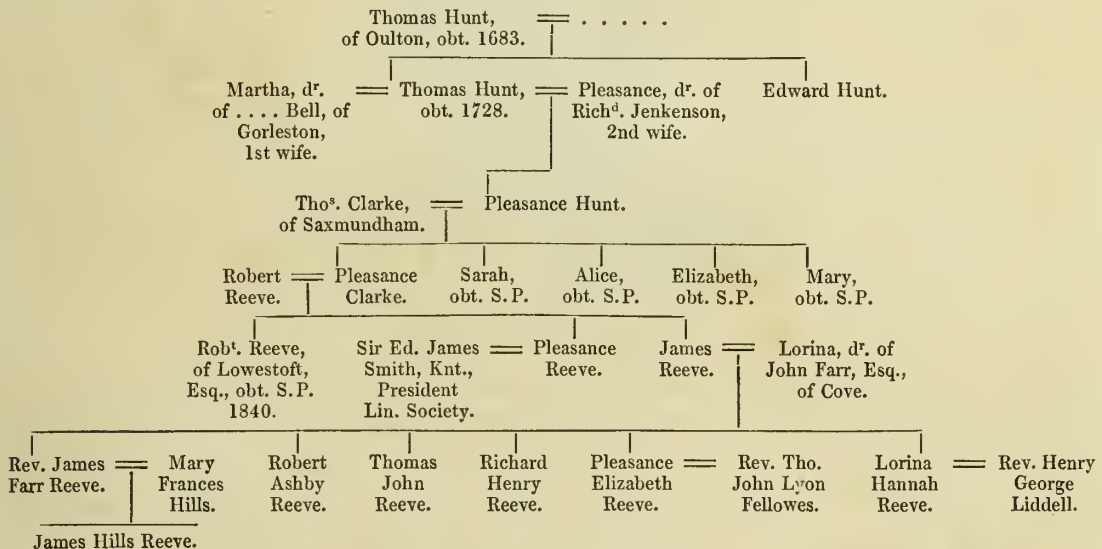 Thomas Hunt, = . . . . .
of Oulton, obt. 1683.
Martha, dr. = Thomas Hunt, = Pleasance, dr. of Edward Hunt.
of . . . . Bell, of obt. 1728. Richd. Jenkenson,
Gorleston, 2nd wife.
1st wife.
Thos. Clarke, = Pleasance Hunt.
of Saxmundham.
Robert = Pleasance Sarah, Alice, Elizabeth, Mary,
Reeve. Clarke. obt. S.P. obt. S.P. obt. S.P. obt. S.P.
Robt. Reeve, Sir Ed. James = Pleasance James = Lorina, dr. of
of Lowestoft, Smith, Knt., Reeve. Reeve. John Farr, Esq.,
Esq., obt. S.P. President of Cove.
1840. Lin. Society.
Rev. James = Mary Robert Thomas Richard Pleasance = Rev. Tho. Lorina = Rev. Henry
Farr Reeve. Frances Ashby John Henry Elizabeth John Lyon Hannah George
Hills. Reeve. Reeve. Reeve. Reeve. Fellowes. Reeve. Liddell.
James Hills Reeve.